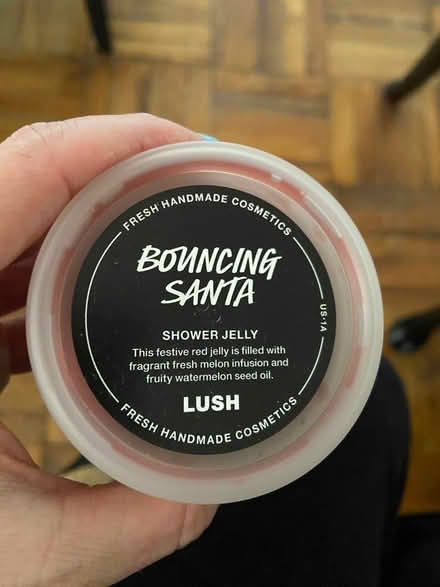 FRESH HANDMADE COSMETICS
BOUNCING
SANTA
US-1A
SHOWER JELLY
This festive red jelly is filled with
fragrant fresh melon infusion and
fruity watermelon seed oil.
LUSH
FRESH HANDMADE COSMETICS